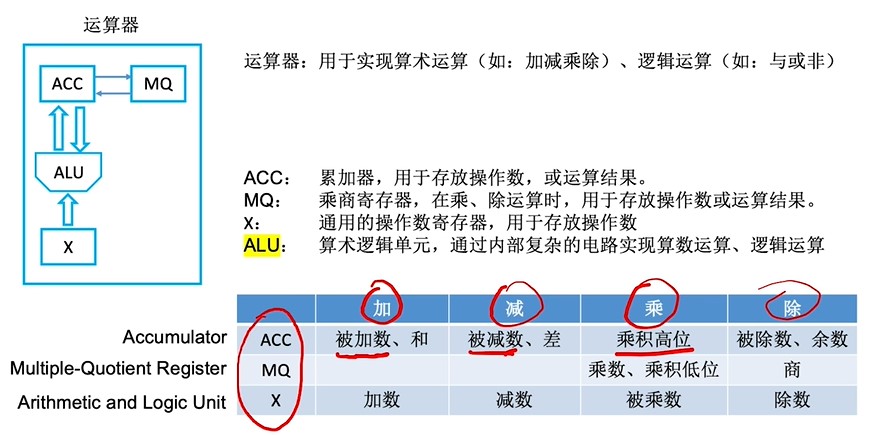 运算器
运算器：用于实现算术运算（如：加减乘除）、逻辑运算（如：与或非）
ACC
MQ
ALU
X
ACC： 累加器，用于存放操作数，或运算结果。
MQ： 乘商寄存器，在乘、除运算时，用于存放操作数或运算结果。
X： 通用的操作数寄存器，用于存放操作数
ALU： 算术逻辑单元，通过内部复杂的电路实现算数运算、逻辑运算
加 减 乘 除
Accumulator ACC 被加数、和 被减数、差 乘积高位 被除数、余数
Multiple-Quotient Register MQ 乘数、乘积低位 商
Arithmetic and Logic Unit X 加数 减数 被乘数 除数